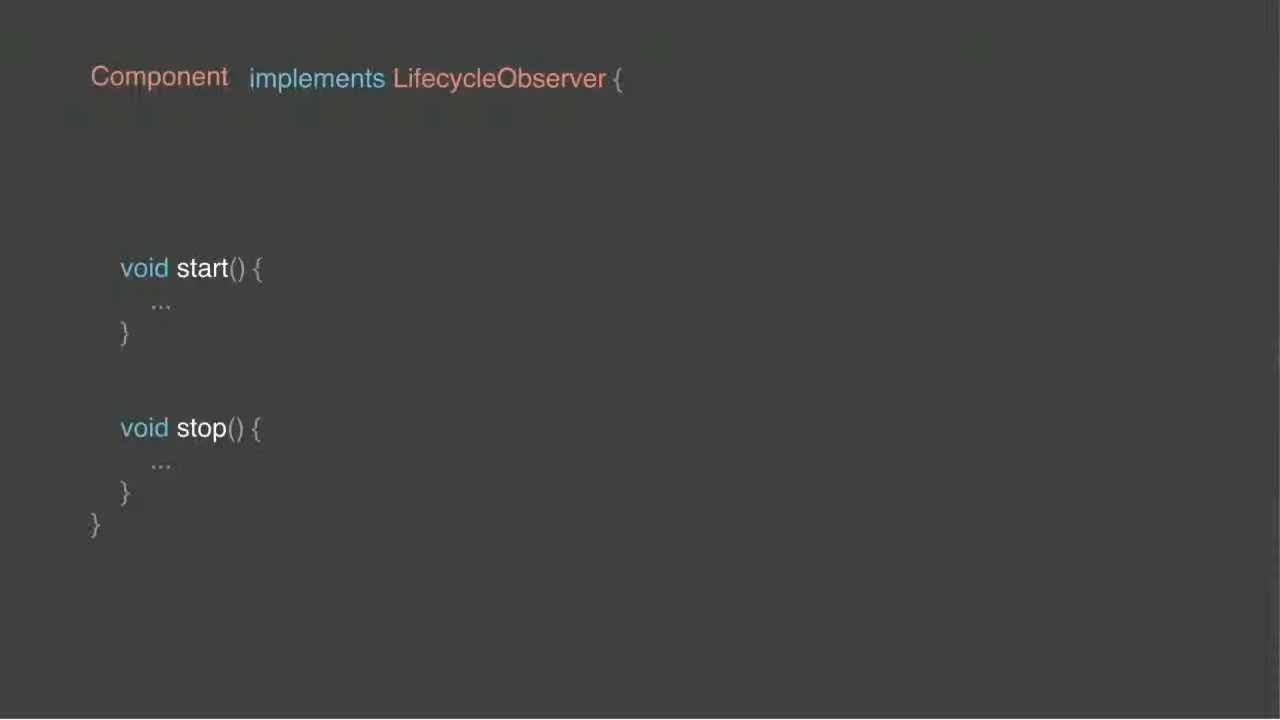 Component implements LifecycleObserver {
void start() {
...
}
void stop() {
...
}
}